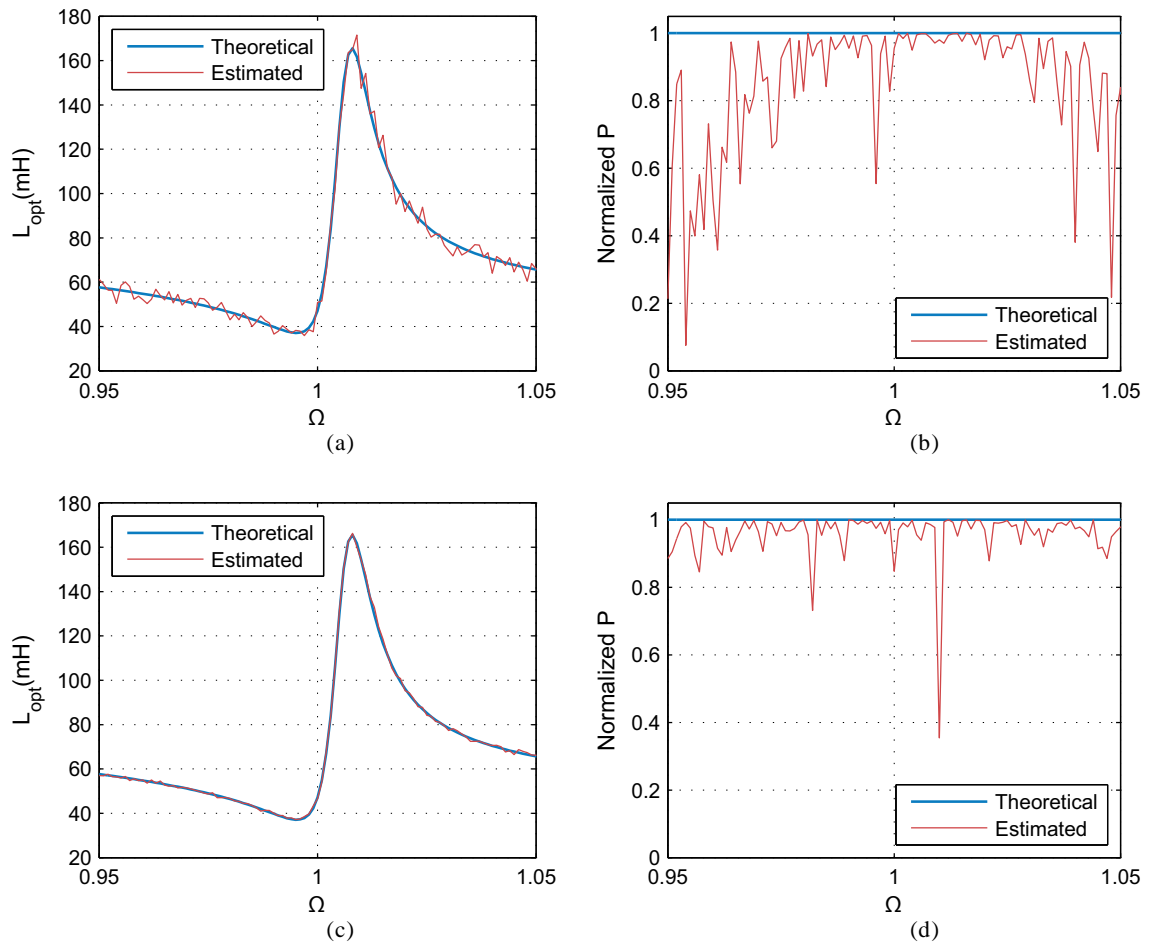 180
160
140
120
100
80
60
40
20
L_opt(mH)
Theoretical
Estimated
0.95
1
1.05
Ω
(a)
1
0.8
0.6
0.4
0.2
0
Normalized P
Theoretical
Estimated
0.95
1
1.05
Ω
(b)
180
160
140
120
100
80
60
40
20
L_opt(mH)
Theoretical
Estimated
0.95
1
1.05
Ω
(c)
1
0.8
0.6
0.4
0.2
0
Normalized P
Theoretical
Estimated
0.95
1
1.05
Ω
(d)